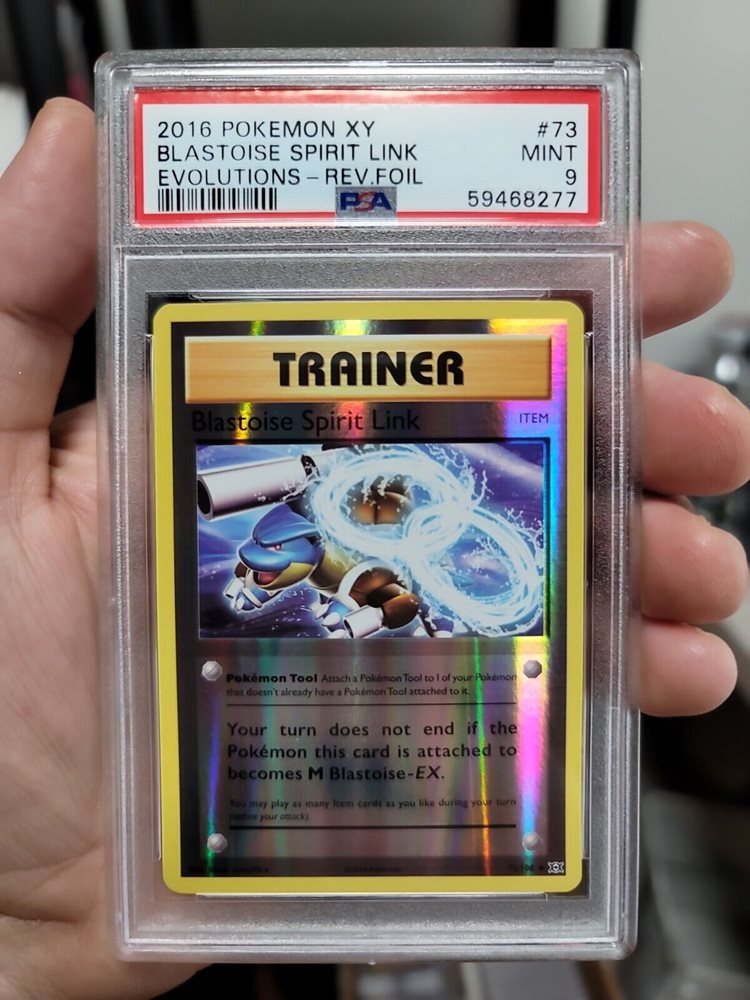 2016 POKEMON XY #73
BLASTOISE SPIRIT LINK MINT
EVOLUTIONS - REV.FOIL 9
PSA 59468277
TRAINER
Blastoise Spirit Link ITEM
Pokémon Tool Attach a Pokémon Tool to 1 of your Pokémon
that doesn't already have a Pokémon Tool attached to it.
Your turn does not end if the
Pokémon this card is attached to
becomes M Blastoise-EX.
You may play as many Item cards as you like during your turn
(before your attack).